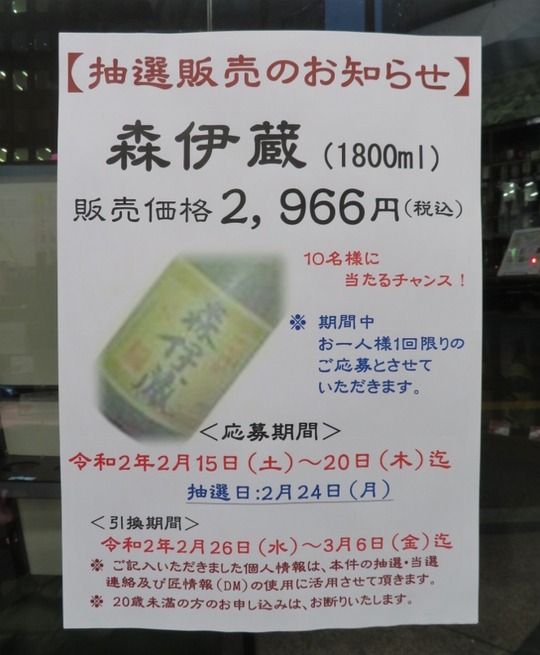 【抽選販売のお知らせ】
森伊蔵(1800ml)
販売価格2,966円(税込)
10名様に
当たるチャンス！
※ 期間中
お一人様1回限りの
ご応募とさせて
いただきます。
森伊蔵
＜応募期間＞
令和2年2月15日(土)～20日(木)迄
抽選日:2月24日(月)
＜引換期間＞
令和2年2月26日(水)～3月6日(金)迄
※ ご記入いただきました個人情報は、本件の抽選・当選
連絡及び匠情報(DM)の使用に活用させて頂きます。
※ 20歳未満の方のお申し込みは、お断りいたします。